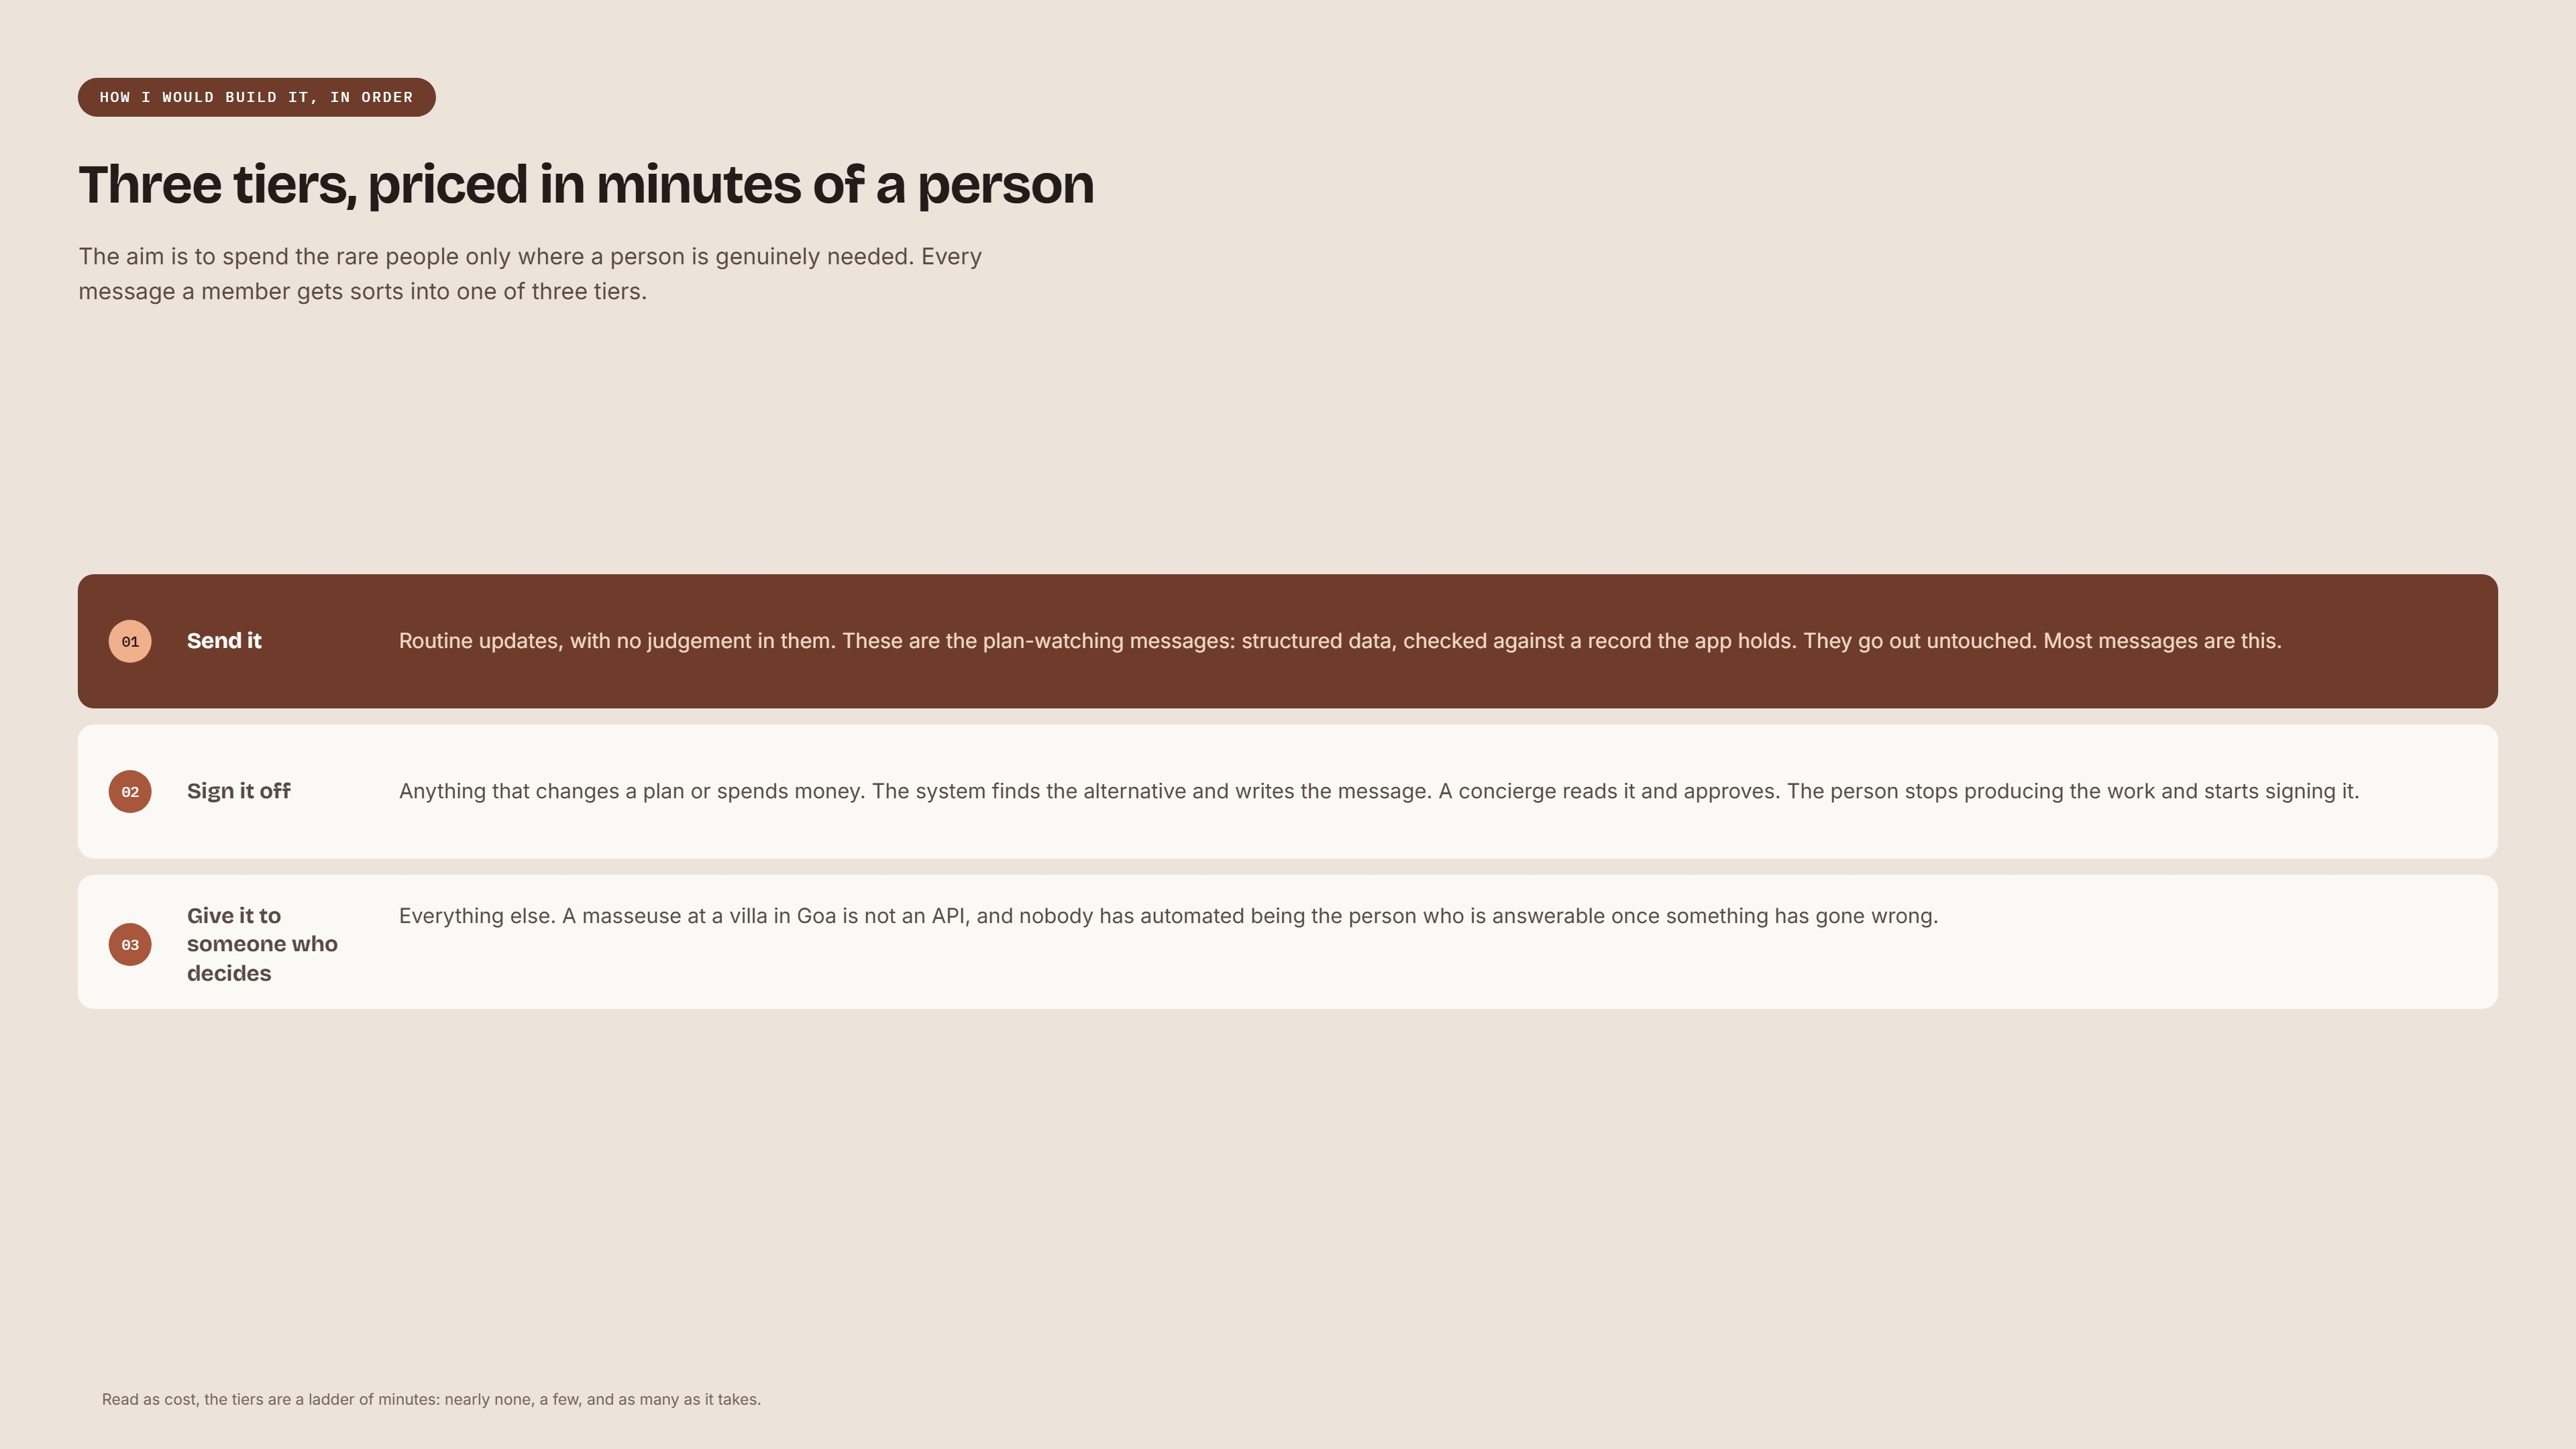 HOW I WOULD BUILD IT, IN ORDER
Three tiers, priced in minutes of a person
The aim is to spend the rare people only where a person is genuinely needed. Every
message a member gets sorts into one of three tiers.
01
Send it
Routine updates, with no judgement in them. These are the plan-watching messages: structured data, checked against a record the app holds. They go out untouched. Most messages are this.
02
Sign it off
Anything that changes a plan or spends money. The system finds the alternative and writes the message. A concierge reads it and approves. The person stops producing the work and starts signing it.
03
Give it to
someone who
decides
Everything else. A masseuse at a villa in Goa is not an API, and nobody has automated being the person who is answerable once something has gone wrong.
Read as cost, the tiers are a ladder of minutes: nearly none, a few, and as many as it takes.